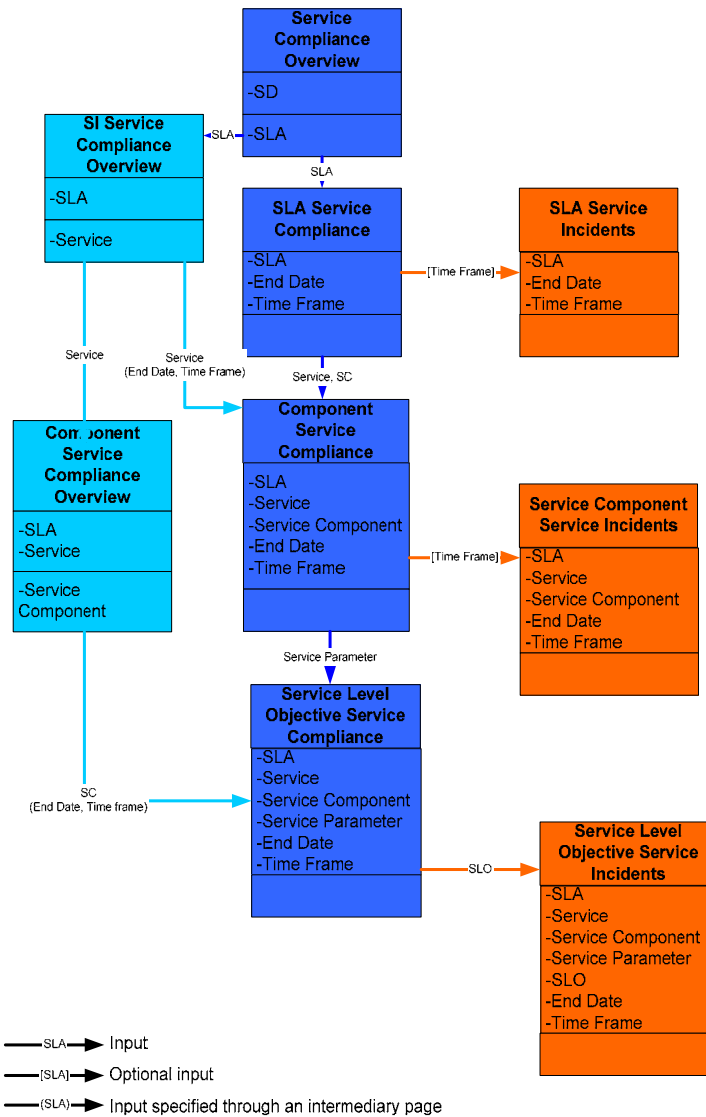 Service
Compliance
Overview
-SD
-SLA
SI Service
Compliance
Overview
-SLA
-Service
SLA
SLA
SLA Service
Compliance
-SLA
-End Date
-Time Frame
[Time Frame]
SLA Service
Incidents
-SLA
-End Date
-Time Frame
Service
Service
(End Date, Time Frame)
Service, SC
Component
Service
Compliance
Overview
-SLA
-Service
-Service
Component
Component
Service
Compliance
-SLA
-Service
-Service Component
-End Date
-Time Frame
[Time Frame]
Service Component
Service Incidents
-SLA
-Service
-Service Component
-End Date
-Time Frame
Service Parameter
Service Level
Objective Service
Compliance
-SLA
-Service
-Service Component
-Service Parameter
-End Date
-Time Frame
SC
(End Date, Time frame)
SLO
Service Level
Objective Service
Incidents
-SLA
-Service
-Service Component
-Service Parameter
-SLO
-End Date
-Time Frame
SLA Input
[SLA] Optional input
(SLA) Input specified through an intermediary page